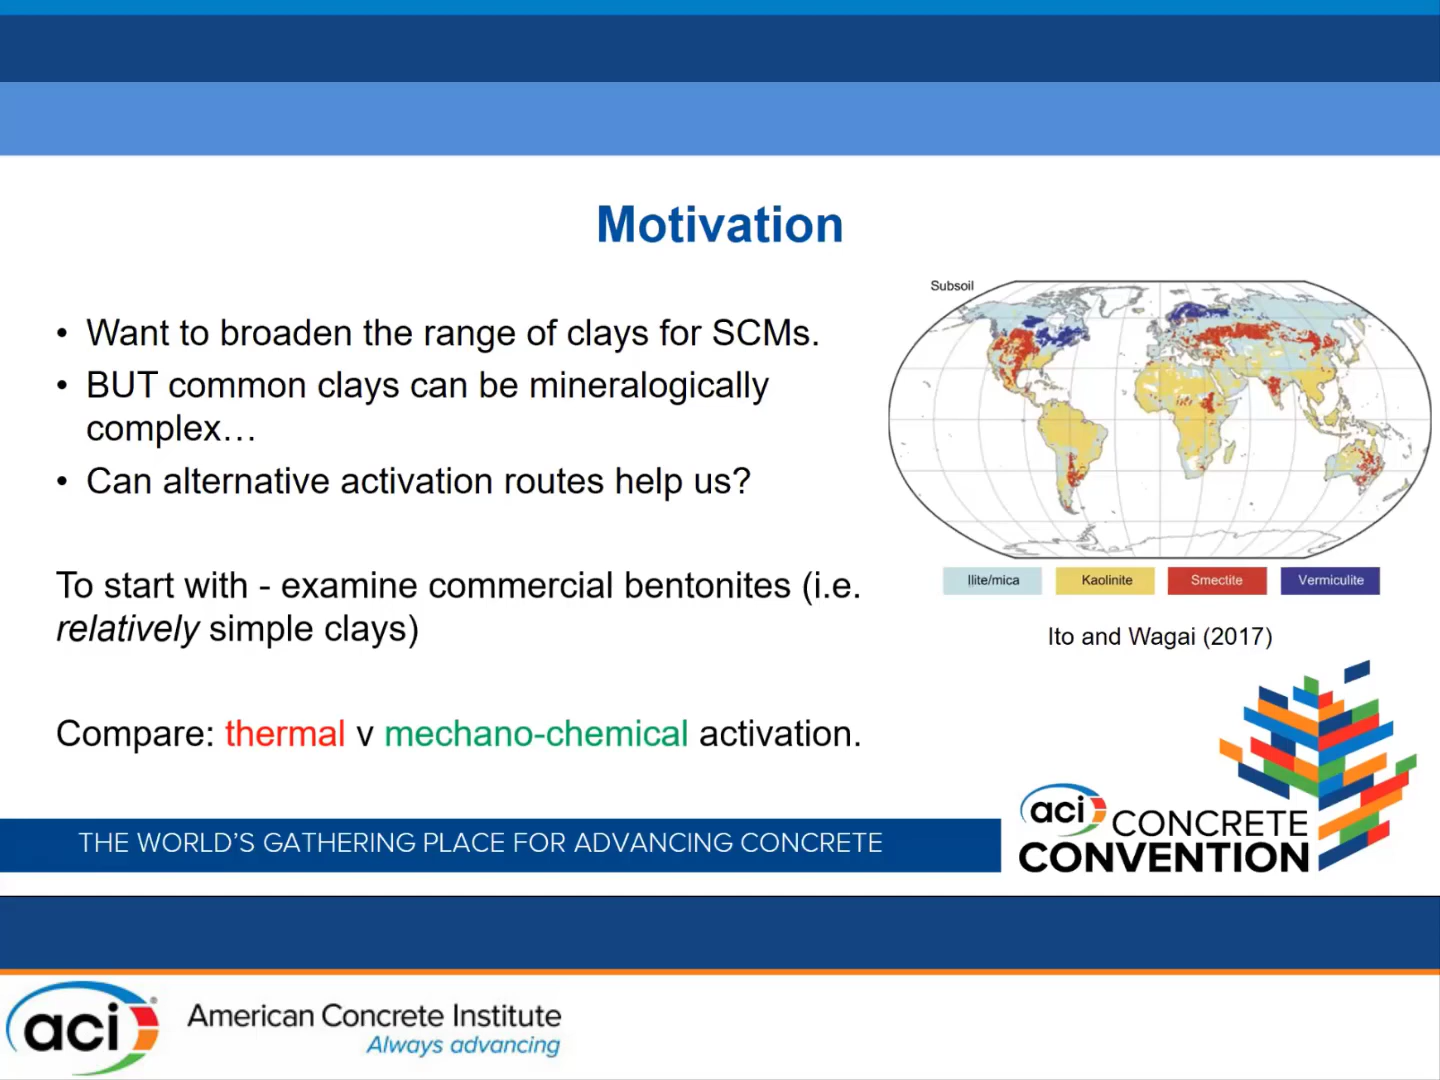 Motivation
• Want to broaden the range of clays for SCMs.
• BUT common clays can be mineralogically
complex…
• Can alternative activation routes help us?
To start with - examine commercial bentonites (i.e.
relatively simple clays)
Compare: thermal v mechano-chemical activation.
Subsoil
Ilite/mica
Kaolinite
Smectite
Vermiculite
Ito and Wagai (2017)
THE WORLD'S GATHERING PLACE FOR ADVANCING CONCRETE
aci CONCRETE
CONVENTION
aci
American Concrete Institute
Always advancing